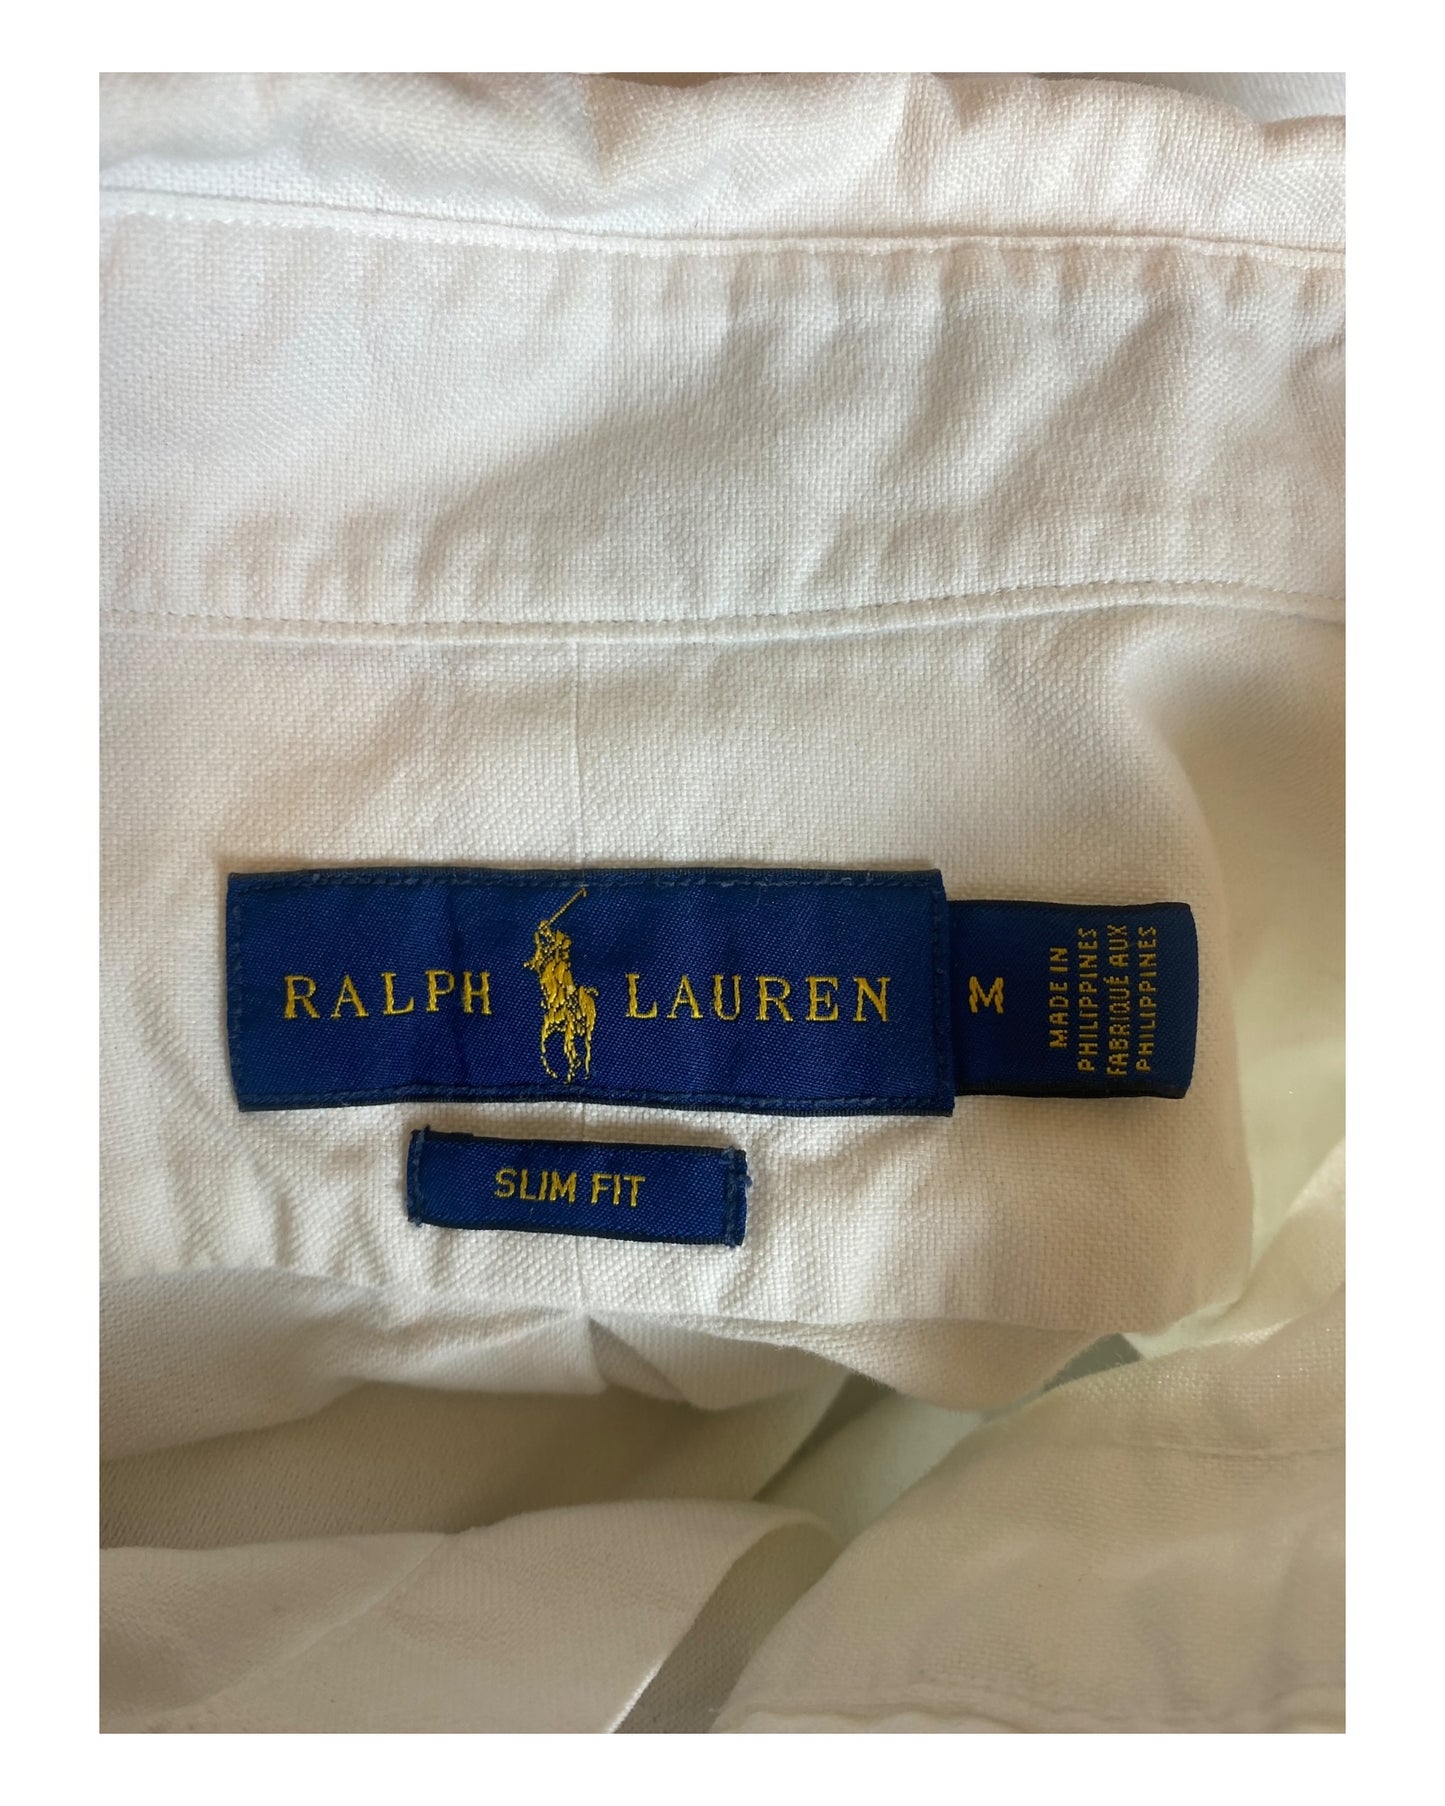 RALPH LAUREN
M
MADE IN
PHILIPPINES
FABRIQUÉ AUX
PHILIPPINES
SLIM FIT